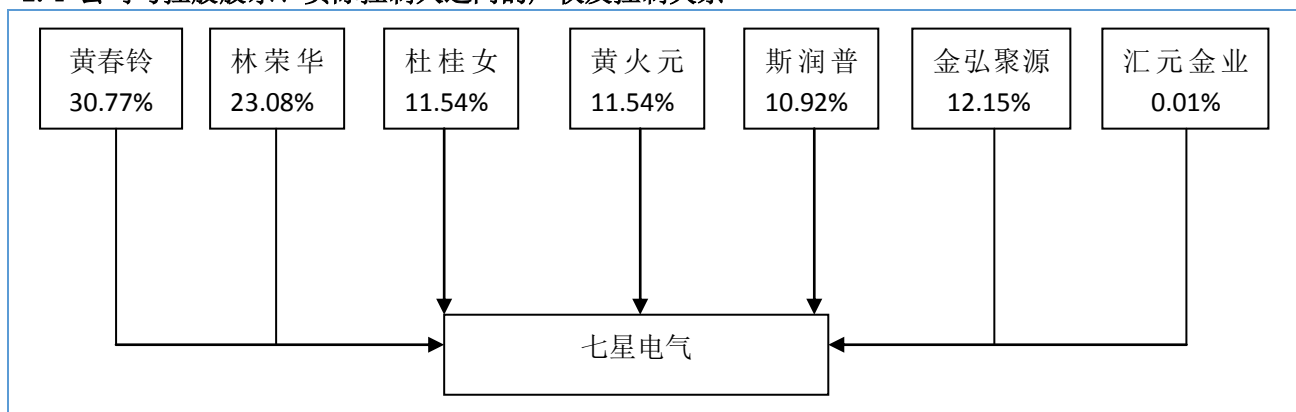 黄春铃
30.77%
林荣华
23.08%
杜桂女
11.54%
黄火元
11.54%
斯润普
10.92%
金弘聚源
12.15%
汇元金业
0.01%
七星电气